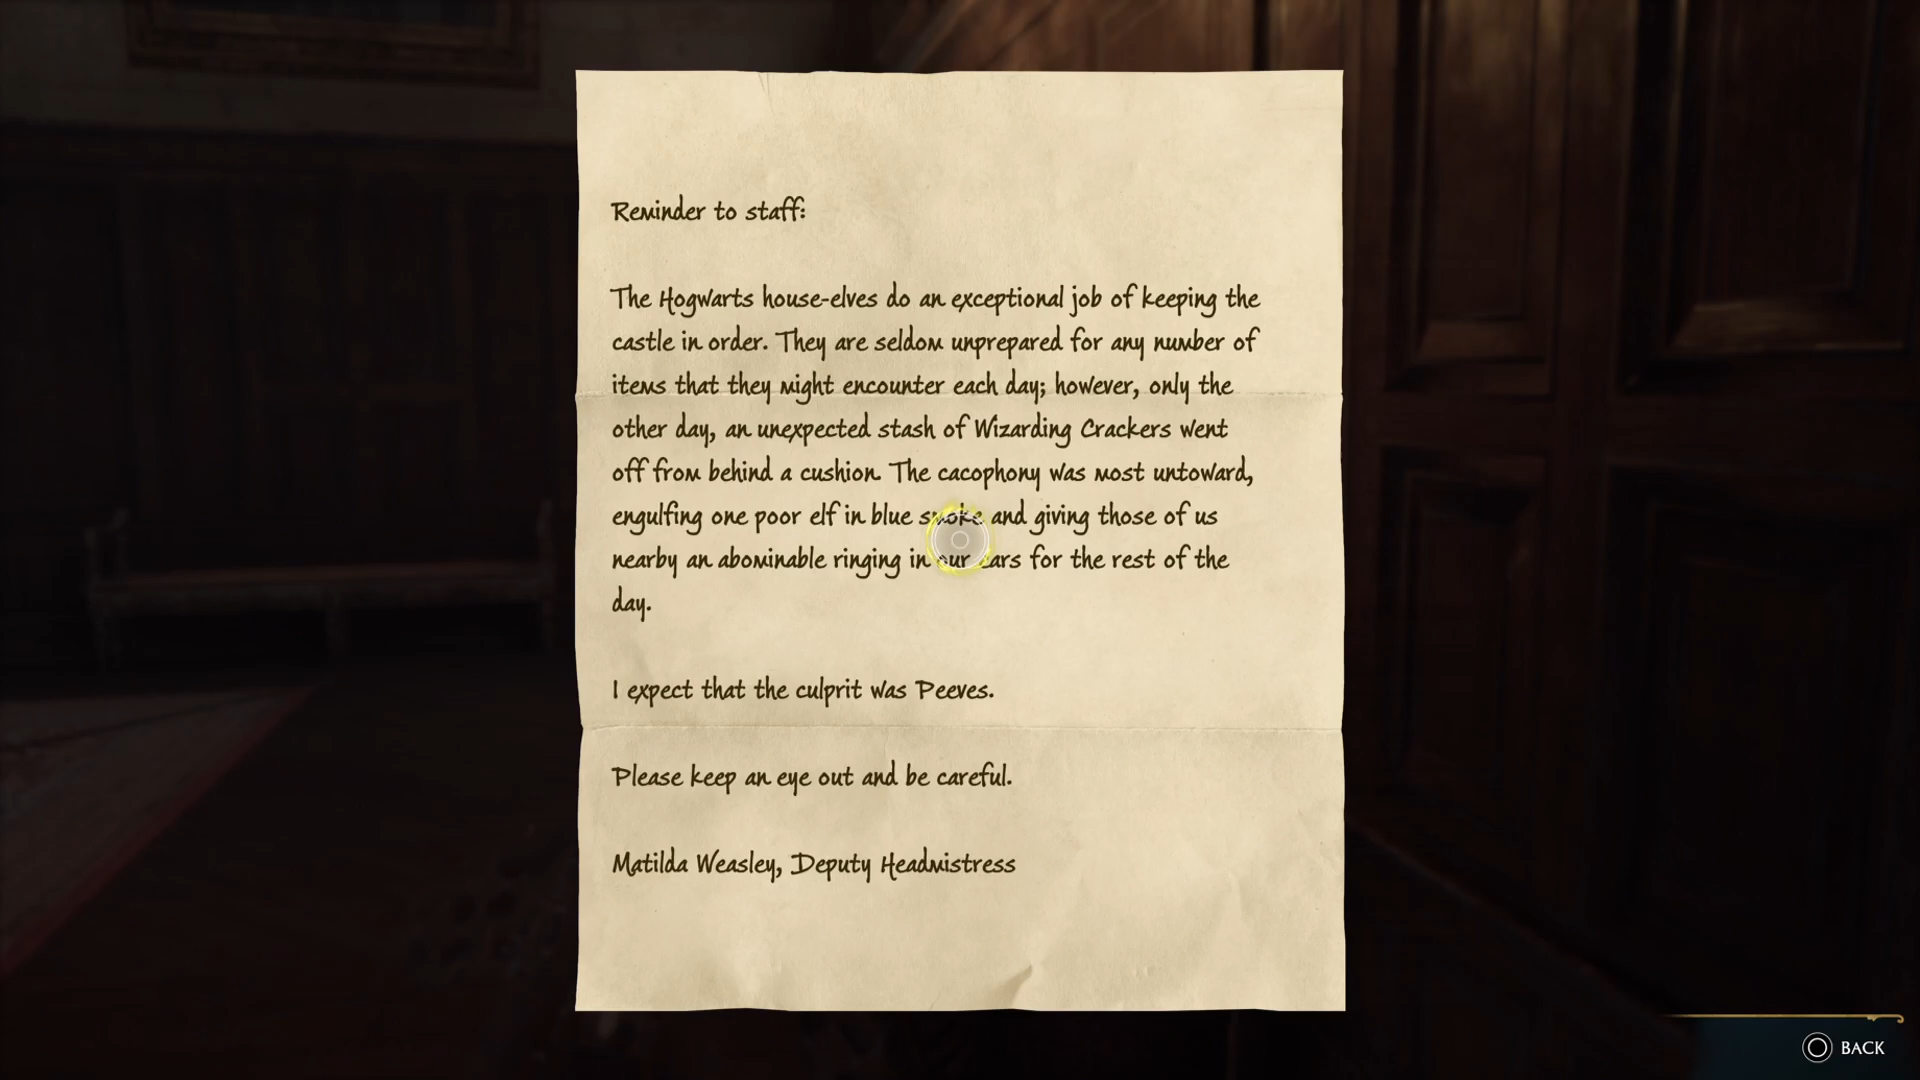 Reminder to staff:
The Hogwarts house-elves do an exceptional job of keeping the
castle in order. They are seldom unprepared for any number of
items that they might encounter each day; however, only the
other day, an unexpected stash of Wizarding Crackers went
off from behind a cushion. The cacophony was most untoward,
engulfing one poor elf in blue smoke and giving those of us
nearby an abominable ringing in our ears for the rest of the
day.
I expect that the culprit was Peeves.
Please keep an eye out and be careful.
Matilda Weasley, Deputy Headmistress
BACK